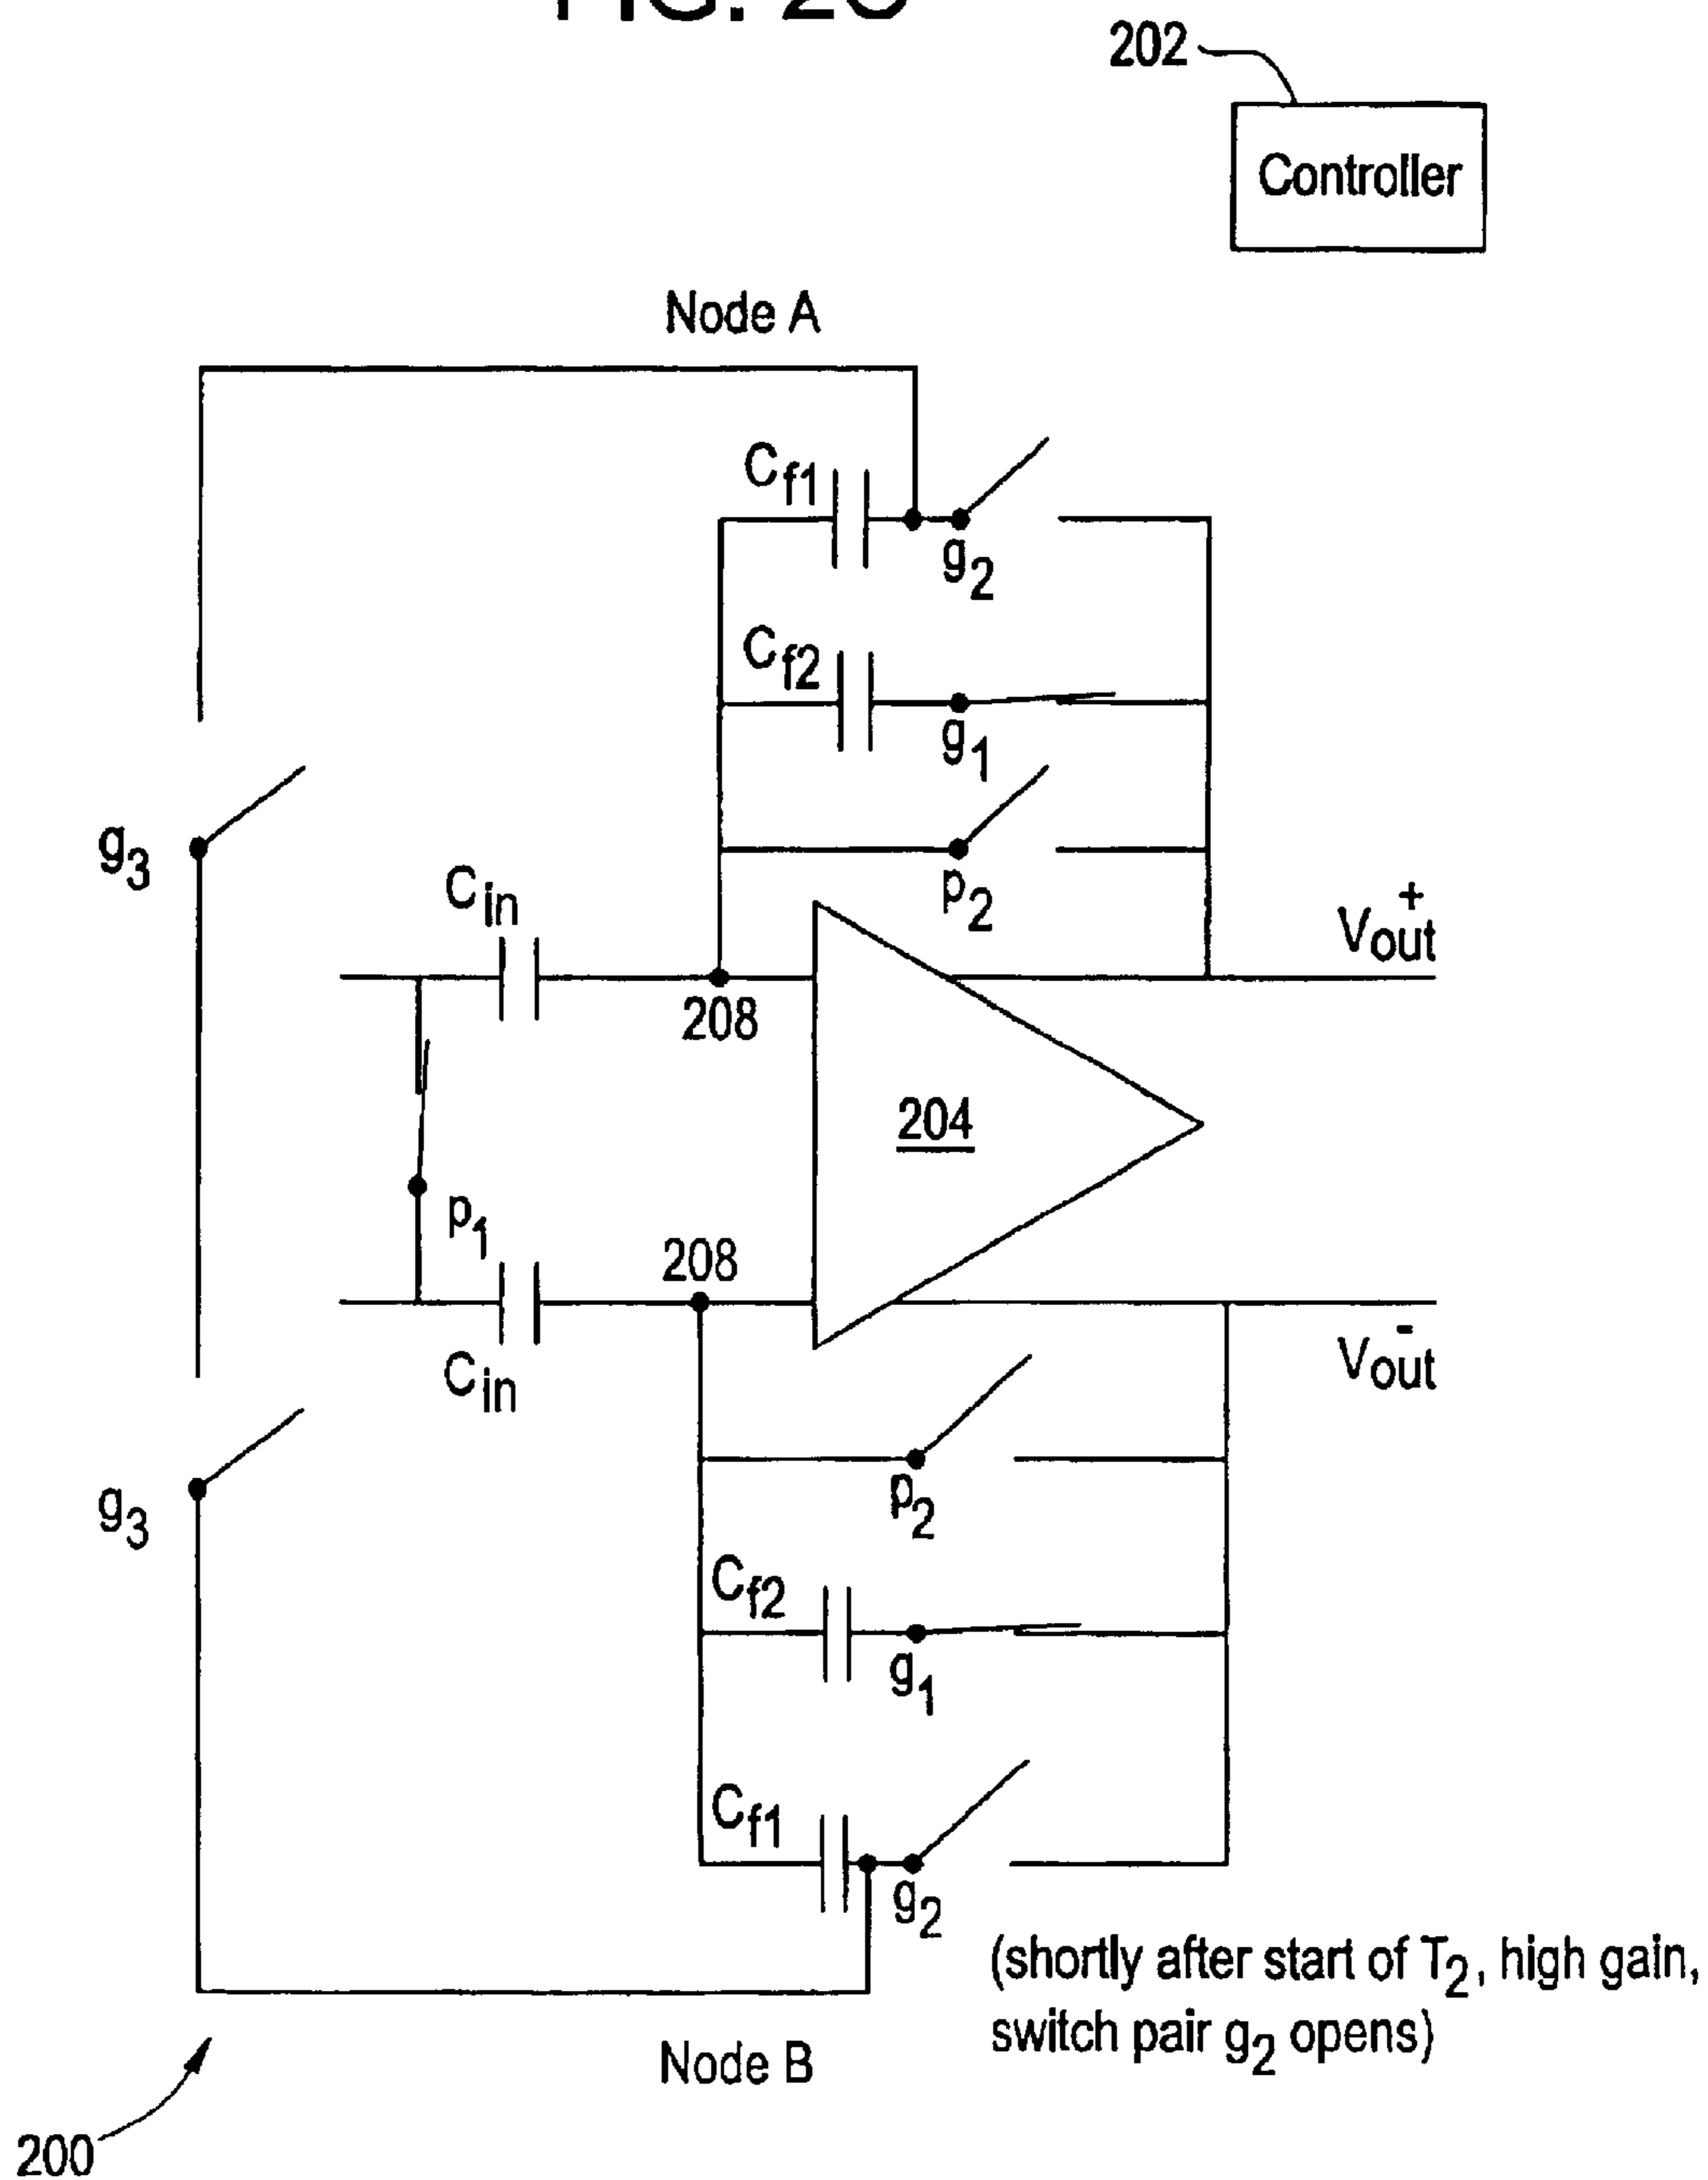 202
Controller
Node A
Cf1
g2
Cf2
g1
g3
p2
Cin
Vout+
208
204
p1
208
Cin
Vout-
p2
g3
Cf2
g1
Cf1
g2
(shortly after start of T2, high gain,
switch pair g2 opens)
Node B
200